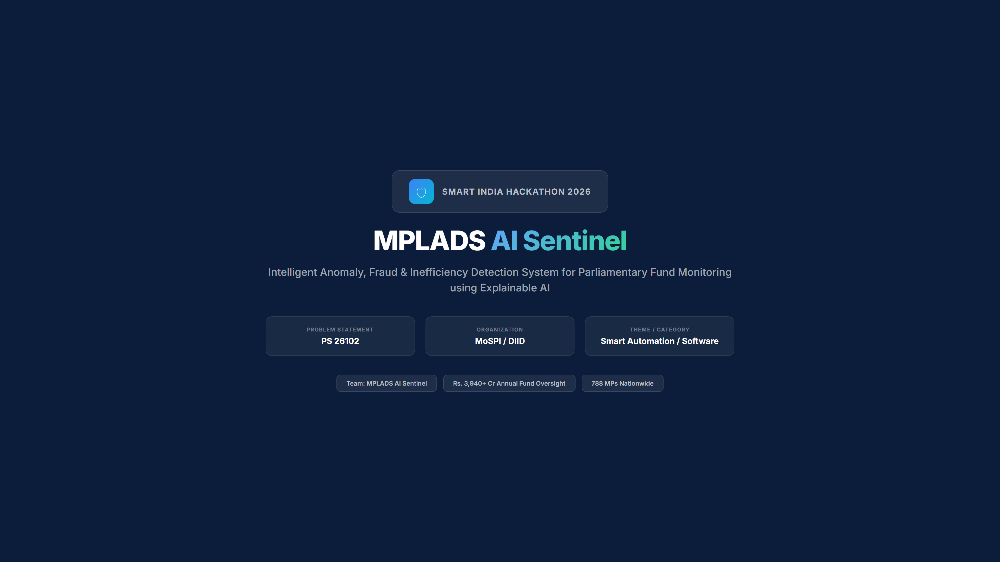 SMART INDIA HACKATHON 2026
MPLADS AI Sentinel
Intelligent Anomaly, Fraud & Inefficiency Detection System for Parliamentary Fund Monitoring
using Explainable AI
PROBLEM STATEMENT
PS 26102
ORGANIZATION
MoSPI / DIID
THEME / CATEGORY
Smart Automation / Software
Team: MPLADS AI Sentinel
Rs. 3,940+ Cr Annual Fund Oversight
788 MPs Nationwide